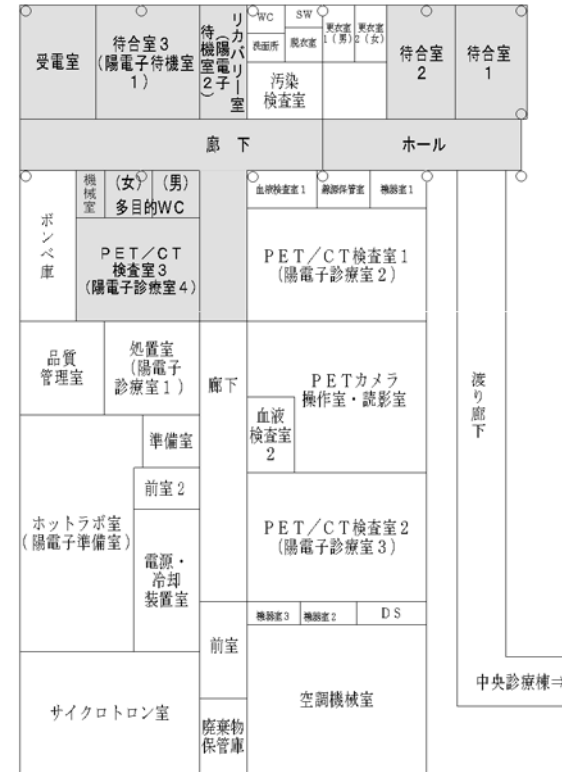 受電室
待合室3
(陽電子待機室
1)
リカバリー室
(陽電子
待機室2)
WC
SW
洗面所
脱衣室
更衣室
1(男)
更衣室
2(女)
汚染
検査室
待合室
2
待合室
1
廊 下
ホール
ボンベ庫
機械室
(女) (男)
多目的WC
血液検査室1
線源保管室
機器室1
PET/CT
検査室3
(陽電子診療室4)
PET/CT検査室1
(陽電子診療室2)
品質
管理室
処置室
(陽電子
診療室1)
廊下
PETカメラ
操作室・読影室
渡り廊下
血液
検査室
2
準備室
前室2
ホットラボ室
(陽電子準備室)
PET/CT検査室2
(陽電子診療室3)
電源・
冷却
装置室
機器室3
機器室2
DS
前室
空調機械室
中央診療棟⇒
サイクロトロン室
廃棄物
保管庫